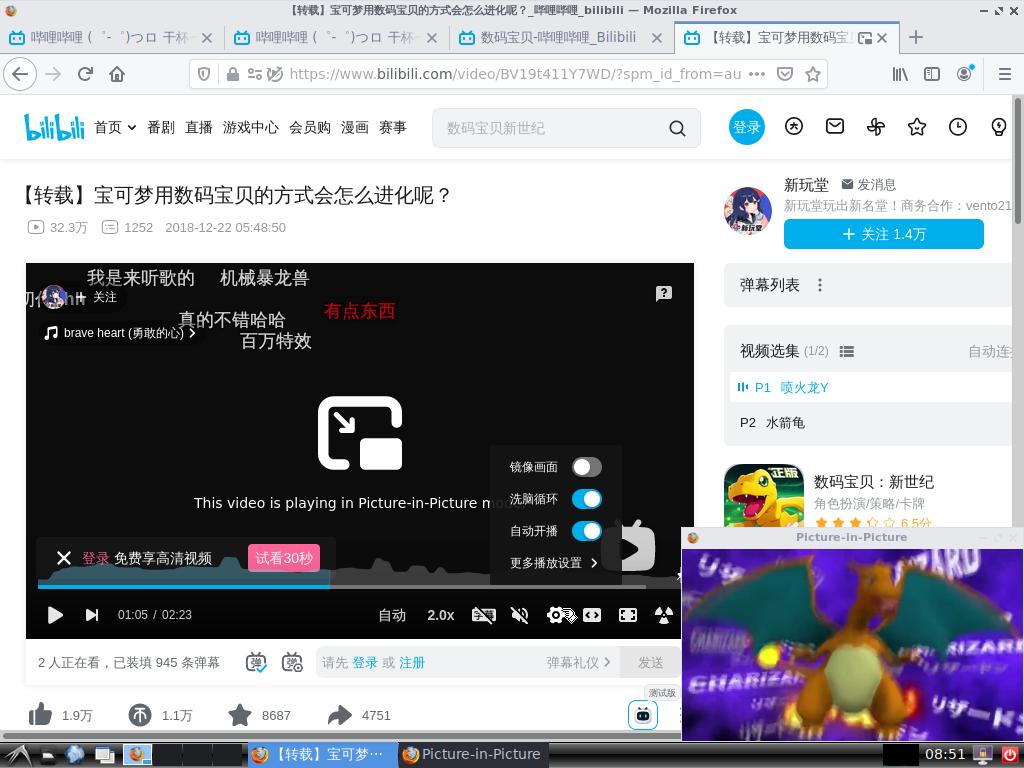 【转载】宝可梦用数码宝贝的方式会怎么进化呢？_哔哩哔哩_bilibili — Mozilla Firefox
哔哩哔哩 ( ゜- ゜)つロ 干杯~
哔哩哔哩 ( ゜- ゜)つロ 干杯~
数码宝贝-哔哩哔哩_Bilibili
【转载】宝可梦用数码宝贝
https://www.bilibili.com/video/BV19t411Y7WD/?spm_id_from=au
bilibili
首页
番剧
直播
游戏中心
会员购
漫画
赛事
数码宝贝新世纪
登录
【转载】宝可梦用数码宝贝的方式会怎么进化呢？
32.3万
1252
2018-12-22 05:48:50
新玩堂
发消息
新玩堂玩出新名堂！商务合作：vento21
+ 关注 1.4万
我是来听歌的
机械暴龙兽
+ 关注
有点东西
真的不错哈哈
brave heart (勇敢的心)
百万特效
弹幕列表
视频选集 (1/2)
自动连
P1 喷火龙Y
P2 水箭龟
This video is playing in Picture-in-Picture mo
镜像画面
洗脑循环
自动开播
更多播放设置
登录 免费享高清视频
试看30秒
数码宝贝：新世纪
角色扮演/策略/卡牌
6.5分
Picture-in-Picture
CHARIZARD
リザードン
01:05 / 02:23
自动
2.0x
字幕
2 人正在看，已装填 945 条弹幕
弹
弹
请先 登录 或 注册
弹幕礼仪
发送
1.9万
1.1万
8687
4751
测试版
【转载】宝可梦…
Picture-in-Picture
08:51